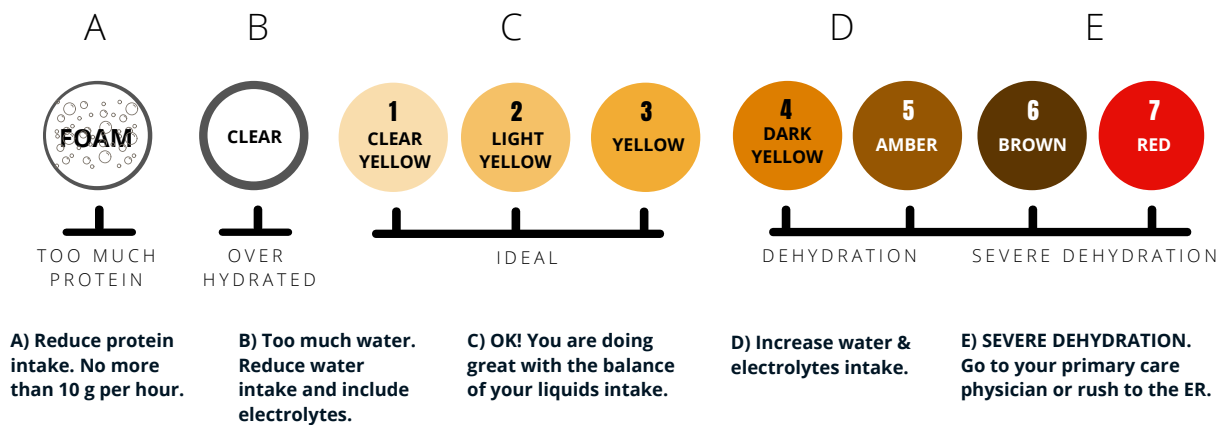 A
B
C
D
E
FOAM
CLEAR
1
CLEAR
YELLOW
2
LIGHT
YELLOW
3
YELLOW
4
DARK
YELLOW
5
AMBER
6
BROWN
7
RED
TOO MUCH
PROTEIN
OVER
HYDRATED
IDEAL
DEHYDRATION
SEVERE DEHYDRATION
A) Reduce protein
intake. No more
than 10 g per hour.
B) Too much water.
Reduce water
intake and include
electrolytes.
C) OK! You are doing
great with the balance
of your liquids intake.
D) Increase water &
electrolytes intake.
E) SEVERE DEHYDRATION.
Go to your primary care
physician or rush to the ER.